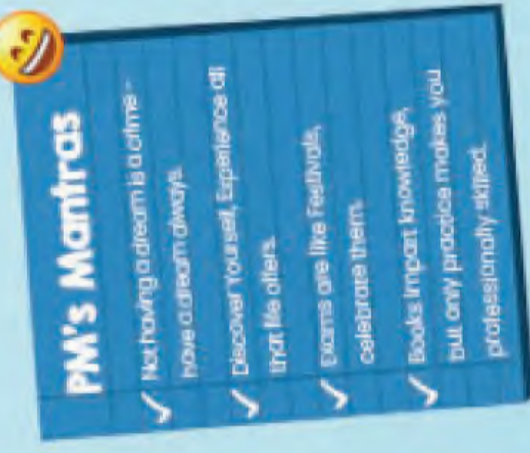 PM's Mantras
Not having a dream is a crime -
have a dream always.
Discover Yourself, Experience all
that life offers.
Exams are like Festivals,
celebrate them.
Books impart knowledge,
but only practice makes you
professionally skilled.